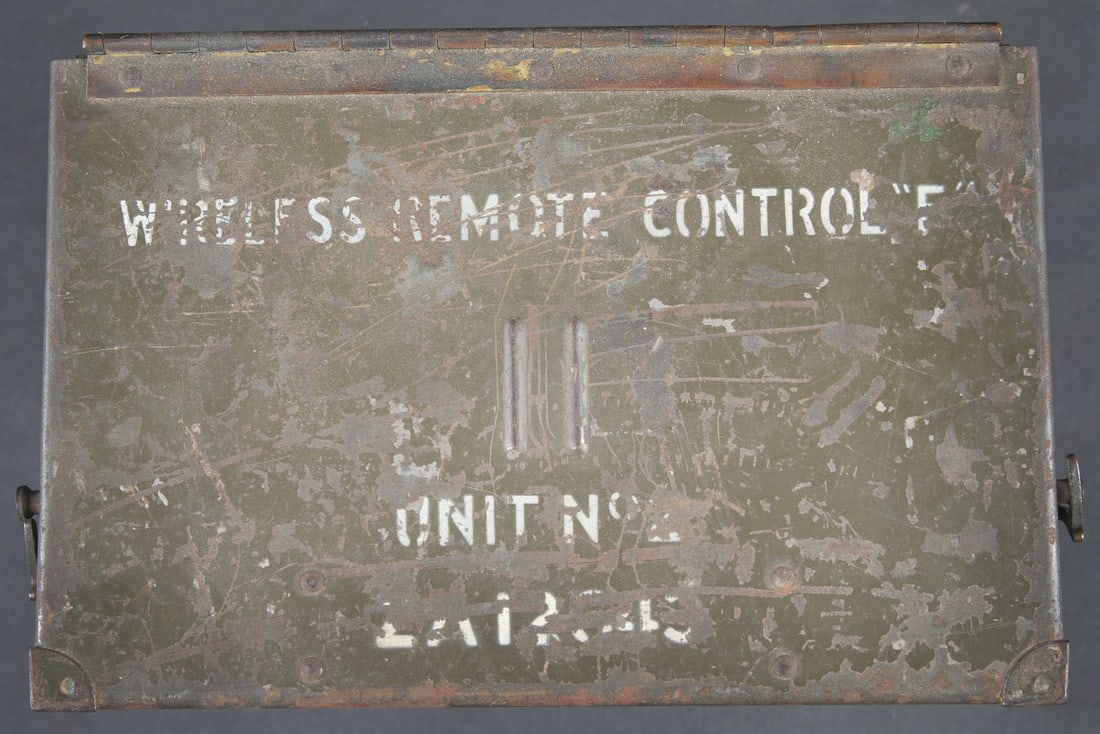 WIRELESS REMOTE CONTROL "F"
UNIT Nº